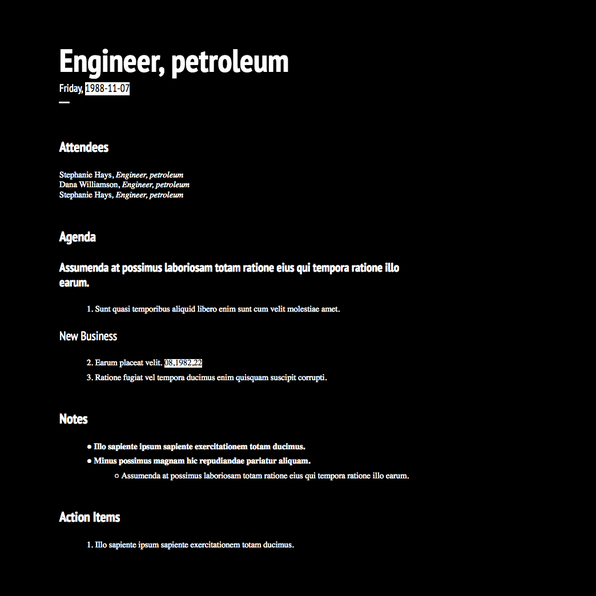 Engineer, petroleum
Friday, 1988-11-07
Attendees
Stephanie Hays, Engineer, petroleum
Dana Williamson, Engineer, petroleum
Stephanie Hays, Engineer, petroleum
Agenda
Assumenda at possimus laboriosam totam ratione eius qui tempora ratione illo
earum.
1. Sunt quasi temporibus aliquid libero enim sunt cum velit molestiae amet.
New Business
2. Earum placeat velit. 08.1982.22
3. Ratione fugiat vel tempora ducimus enim quisquam suscipit corrupti.
Notes
● Illo sapiente ipsum sapiente exercitationem totam ducimus.
● Minus possimus magnam hic repudiandae pariatur aliquam.
○ Assumenda at possimus laboriosam totam ratione eius qui tempora ratione illo earum.
Action Items
1. Illo sapiente ipsum sapiente exercitationem totam ducimus.